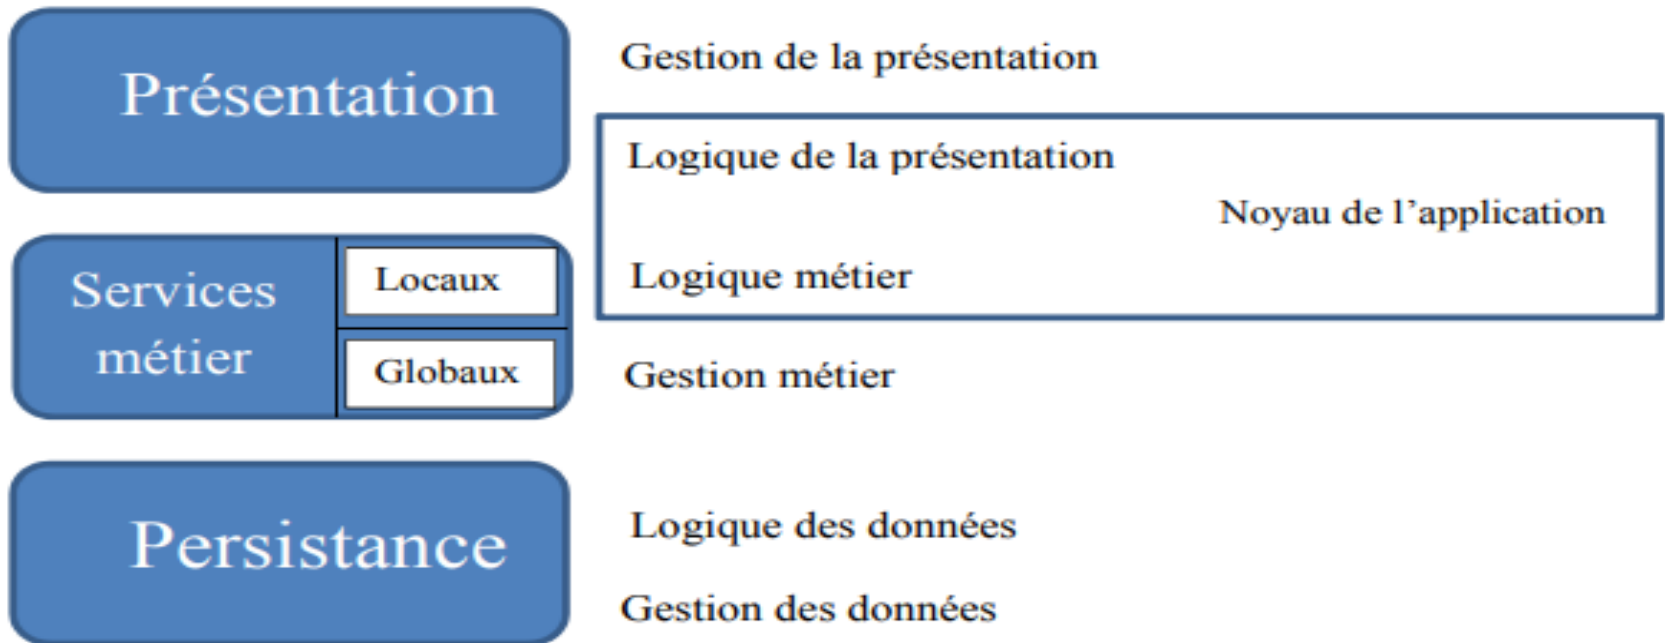 Présentation
Gestion de la présentation
Logique de la présentation
Noyau de l'application
Logique métier
Services
métier
Locaux
Globaux
Gestion métier
Persistance
Logique des données
Gestion des données